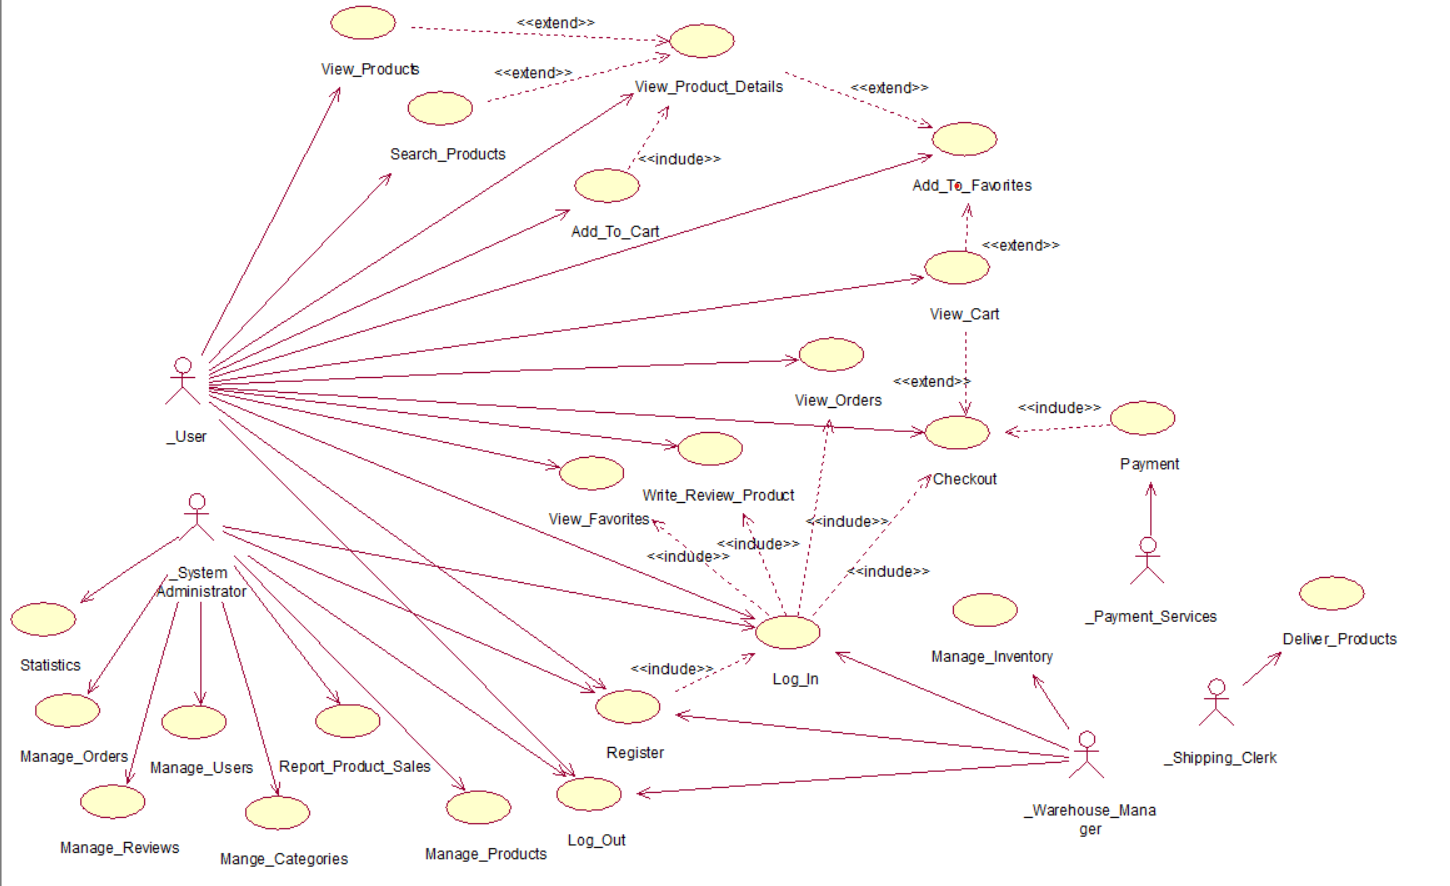 <<extend>>
View_Products
<<extend>>
View_Product_Details
<<extend>>
Search_Products
<<include>>
Add_To_Favorites
Add_To_Cart
<<extend>>
View_Cart
<<extend>>
View_Orders
<<include>>
_User
Payment
Checkout
Write_Review_Product
View_Favorites
<<include>>
<<include>>
<<include>>
<<include>>
_System
Administrator
_Payment_Services
Deliver_Products
Statistics
<<include>>
Log_In
Manage_Inventory
Manage_Orders
Manage_Users
Report_Product_Sales
Register
_Shipping_Clerk
_Warehouse_Mana
ger
Manage_Reviews
Mange_Categories
Manage_Products
Log_Out